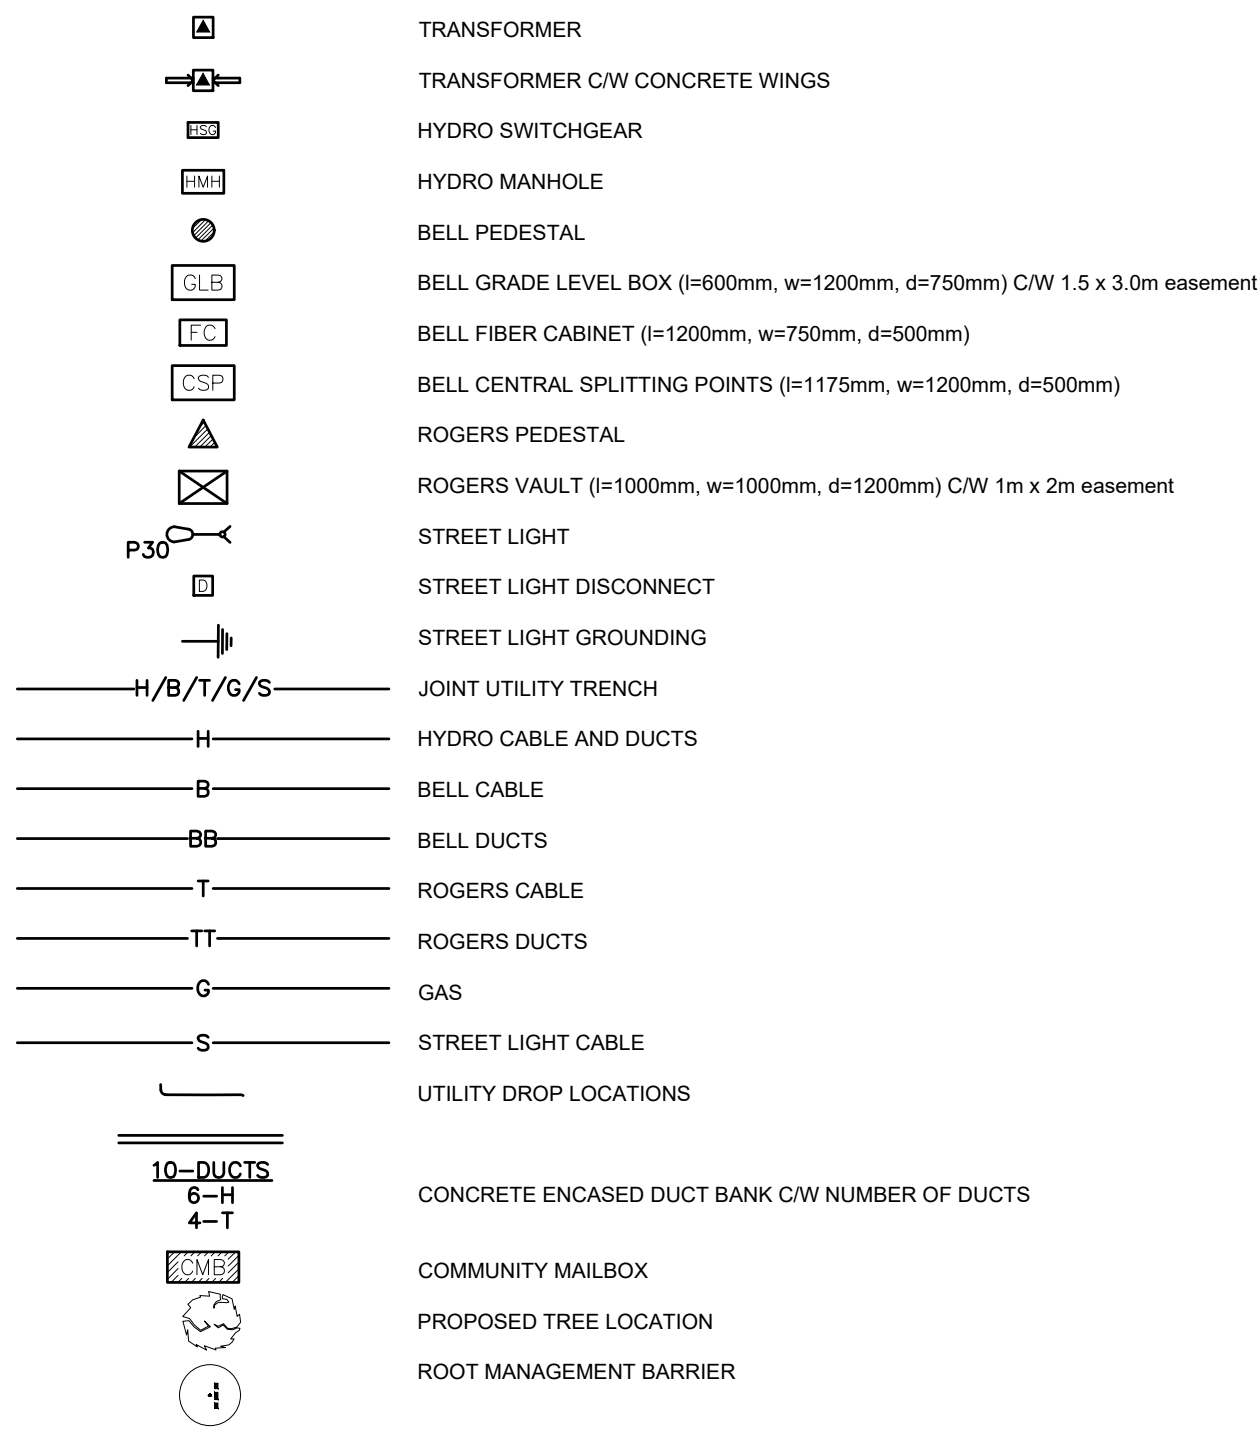 TRANSFORMER
TRANSFORMER C/W CONCRETE WINGS
HSG HYDRO SWITCHGEAR
HMH HYDRO MANHOLE
BELL PEDESTAL
GLB BELL GRADE LEVEL BOX (l=600mm, w=1200mm, d=750mm) C/W 1.5 x 3.0m easement
FC BELL FIBER CABINET (l=1200mm, w=750mm, d=500mm)
CSP BELL CENTRAL SPLITTING POINTS (l=1175mm, w=1200mm, d=500mm)
ROGERS PEDESTAL
ROGERS VAULT (l=1000mm, w=1000mm, d=1200mm) C/W 1m x 2m easement
P30 STREET LIGHT
D STREET LIGHT DISCONNECT
STREET LIGHT GROUNDING
H/B/T/G/S JOINT UTILITY TRENCH
H HYDRO CABLE AND DUCTS
B BELL CABLE
BB BELL DUCTS
T ROGERS CABLE
TT ROGERS DUCTS
G GAS
S STREET LIGHT CABLE
UTILITY DROP LOCATIONS
10-DUCTS
6-H CONCRETE ENCASED DUCT BANK C/W NUMBER OF DUCTS
4-T
CMB COMMUNITY MAILBOX
PROPOSED TREE LOCATION
ROOT MANAGEMENT BARRIER